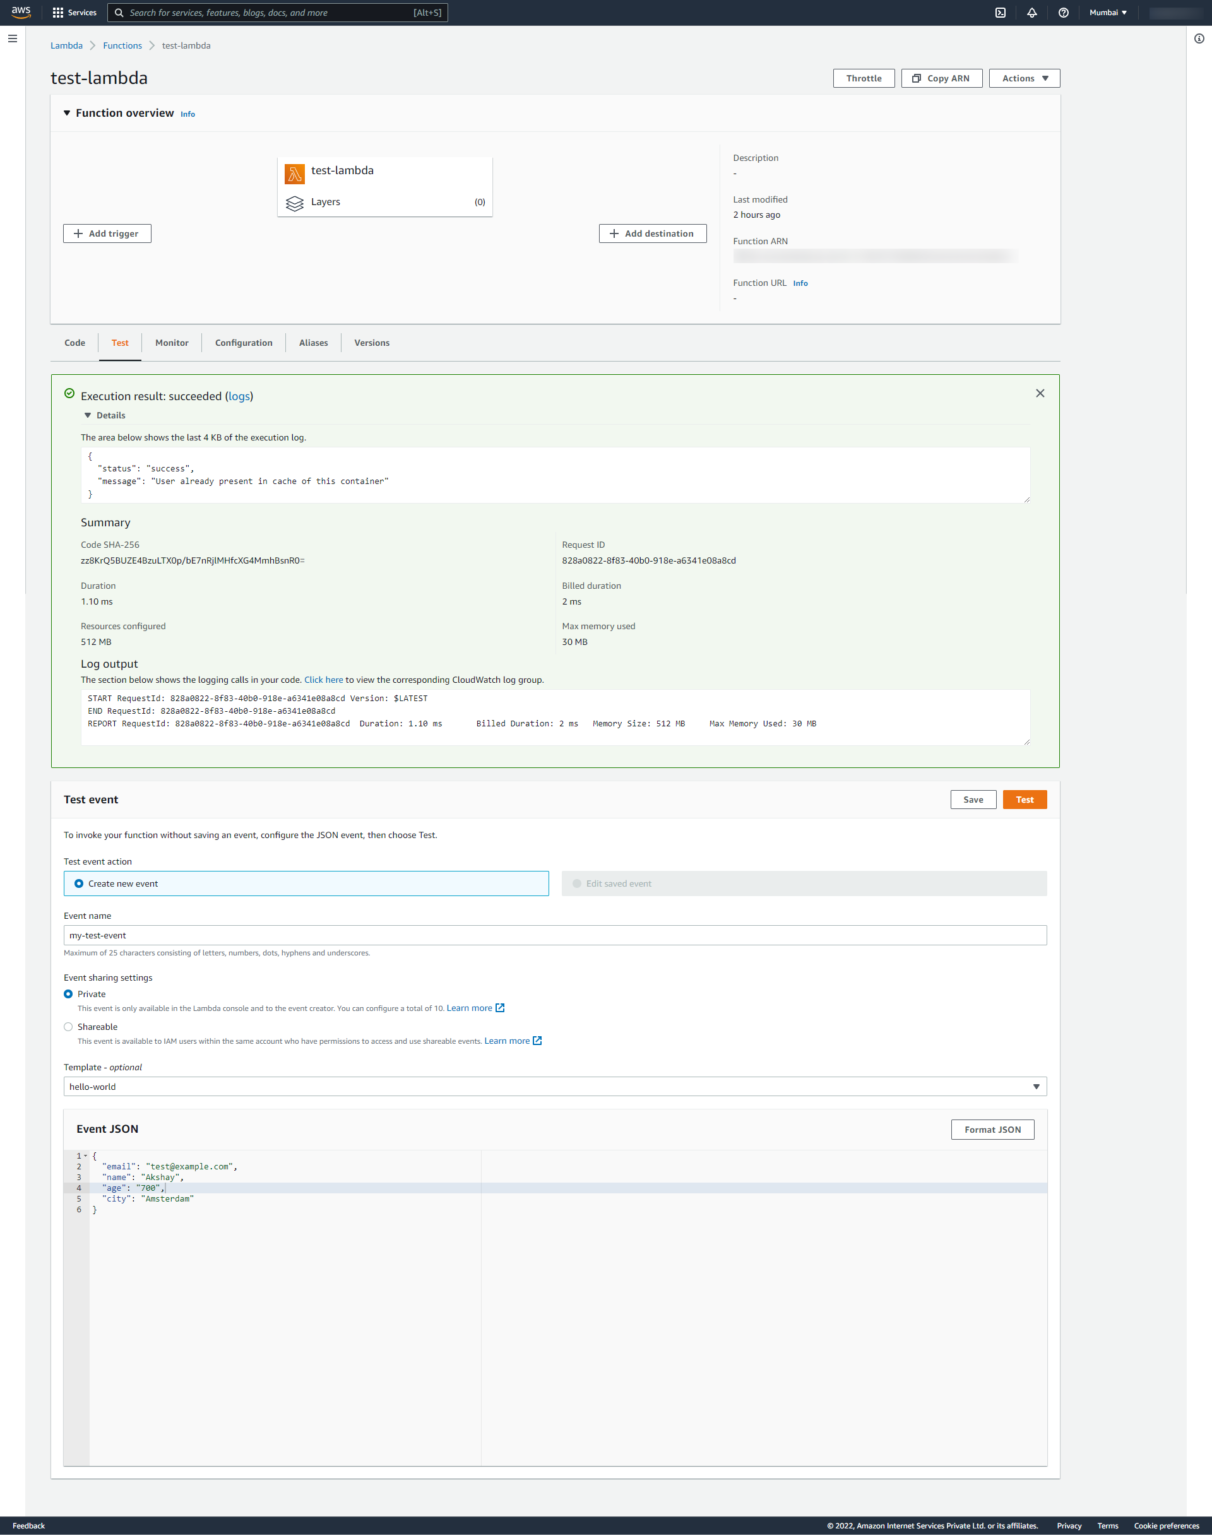 aws Services Search for services, features, blogs, docs, and more [Alt+S] Mumbai
Lambda Functions test-lambda
test-lambda
Throttle Copy ARN Actions
Function overview Info
test-lambda
Layers (0)
Add trigger
Add destination
Description
-
Last modified
2 hours ago
Function ARN
Function URL Info
-
Code Test Monitor Configuration Aliases Versions
Execution result: succeeded (logs)
Details
The area below shows the last 4 KB of the execution log.
{
"status": "success",
"message": "User already present in cache of this container"
}
Summary
Code SHA-256
zz8KrQ5BUZE4BzuLTX0p/bE7nRjlMHfcXG4MmhBsnR0=
Request ID
828a0822-8f83-40b0-918e-a6341e08a8cd
Duration
1.10 ms
Billed duration
2 ms
Resources configured
512 MB
Max memory used
30 MB
Log output
The section below shows the logging calls in your code. Click here to view the corresponding CloudWatch log group.
START RequestId: 828a0822-8f83-40b0-918e-a6341e08a8cd Version: $LATEST
END RequestId: 828a0822-8f83-40b0-918e-a6341e08a8cd
REPORT RequestId: 828a0822-8f83-40b0-918e-a6341e08a8cd Duration: 1.10 ms Billed Duration: 2 ms Memory Size: 512 MB Max Memory Used: 30 MB
Test event
Save Test
To invoke your function without saving an event, configure the JSON event, then choose Test.
Test event action
Create new event
Edit saved event
Event name
my-test-event
Maximum of 25 characters consisting of letters, numbers, dots, hyphens and underscores.
Event sharing settings
Private
This event is only available in the Lambda console and to the event creator. You can configure a total of 10. Learn more
Shareable
This event is available to IAM users within the same account who have permissions to access and use shareable events. Learn more
Template - optional
hello-world
Event JSON
Format JSON
1 {
2 "email": "test@example.com",
3 "name": "Akshay",
4 "age": "700",
5 "city": "Amsterdam"
6 }
Feedback © 2022, Amazon Internet Services Private Ltd. or its affiliates. Privacy Terms Cookie preferences